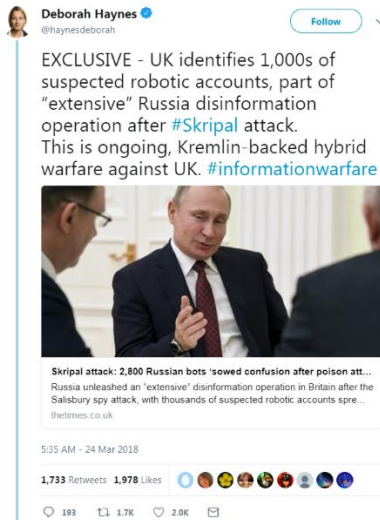 Deborah Haynes
@haynesdeborah
Follow
EXCLUSIVE - UK identifies 1,000s of
suspected robotic accounts, part of
“extensive” Russia disinformation
operation after #Skripal attack.
This is ongoing, Kremlin-backed hybrid
warfare against UK. #informationwarfare
Skripal attack: 2,800 Russian bots ‘sowed confusion after poison att...
Russia unleashed an “extensive” disinformation operation in Britain after the
Salisbury spy attack, with thousands of suspected robotic accounts spre...
thetimes.co.uk
5:35 AM - 24 Mar 2018
1,733 Retweets 1,978 Likes
193 1.7K 2.0K